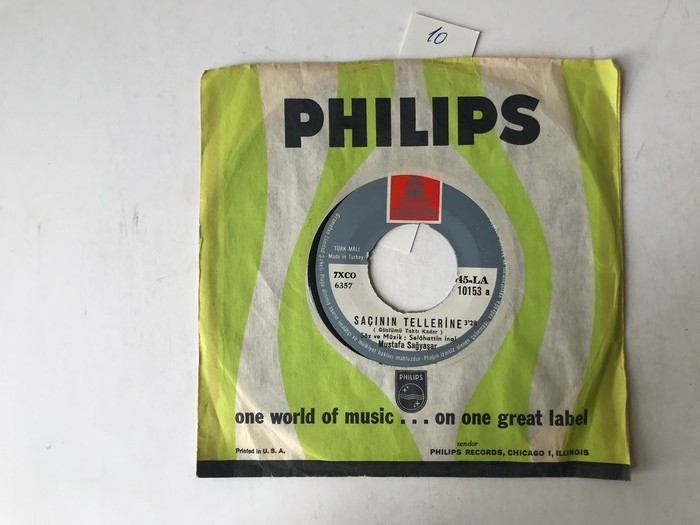 10
PHILIPS
TÜRK MALI
Made in Turkey
7XCO
6357
45-LA
10153 a
SAÇININ TELLERİNE 3'28
( Gönlümü Taktı Kader )
Söz ve Müzik ; Selâhattin
Mustafa Sağyaşar
PHILIPS
one world of music . . . on one great label
Printed in U. S. A.
PHILIPS RECORDS, CHICAGO 1, ILLINOIS